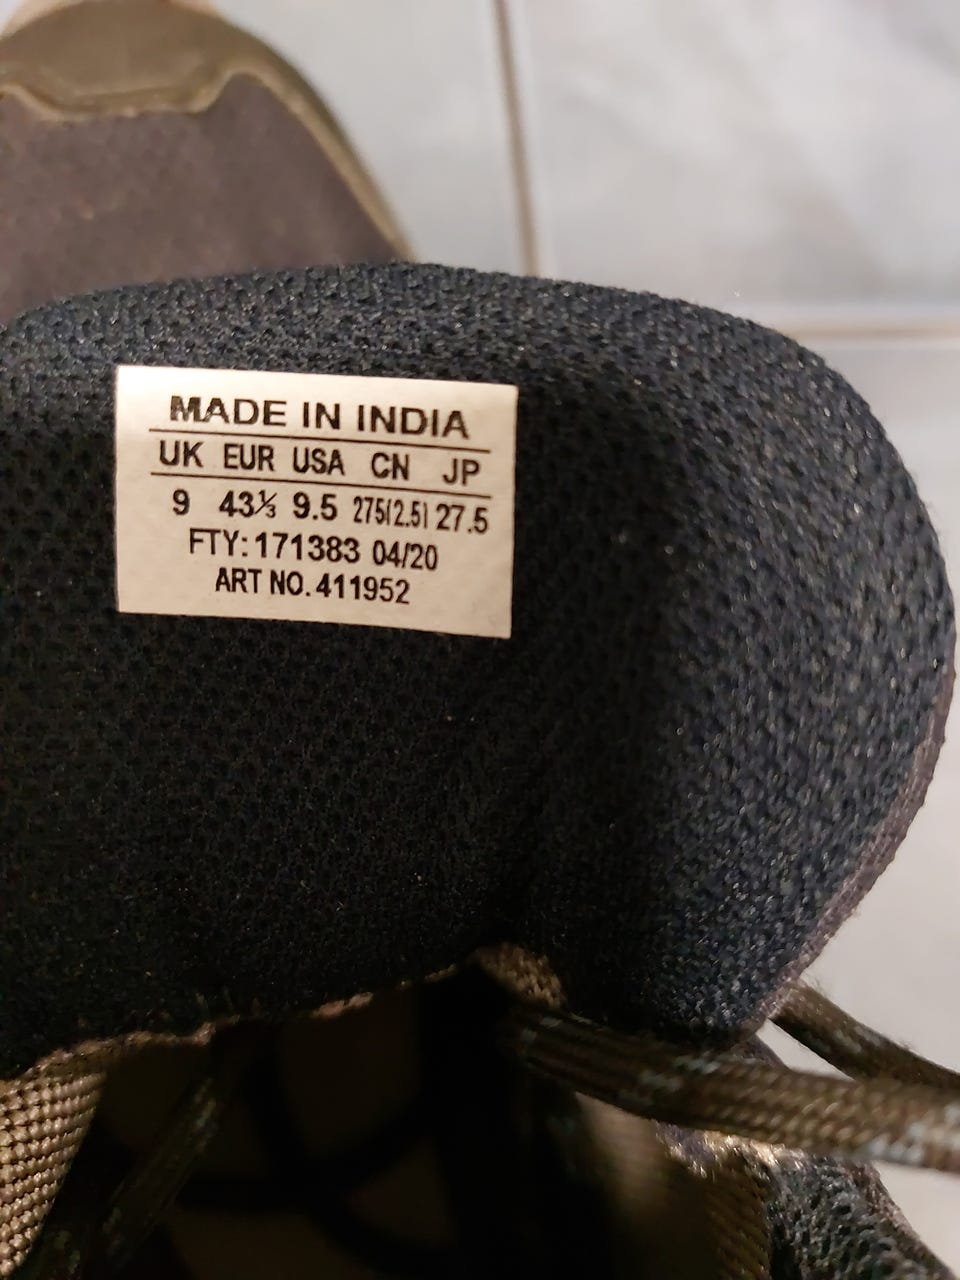 MADE IN INDIA
UK EUR USA CN JP
9 43⅓ 9.5 275(2.5) 27.5
FTY: 171383 04/20
ART NO. 411952